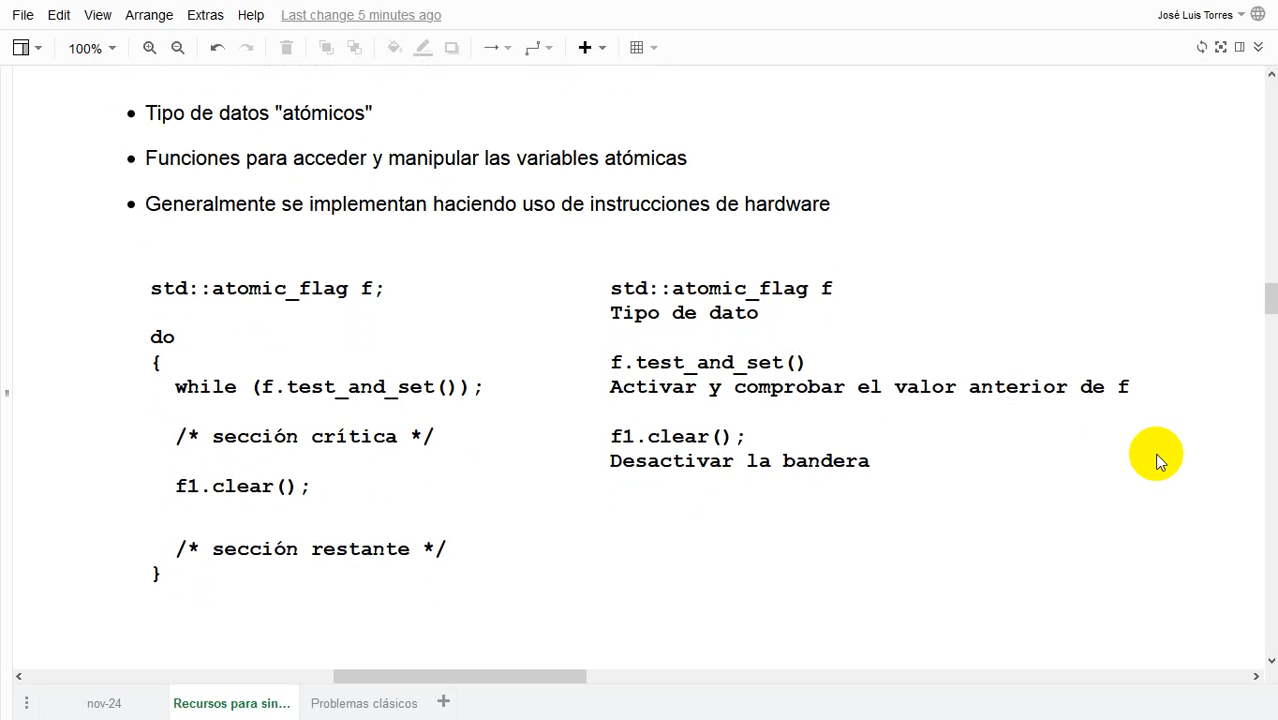 File Edit View Arrange Extras Help Last change 5 minutes ago José Luis Torres
100%
• Tipo de datos "atómicos"
• Funciones para acceder y manipular las variables atómicas
• Generalmente se implementan haciendo uso de instrucciones de hardware
std::atomic_flag f;
do
{
while (f.test_and_set());
/* sección crítica */
f1.clear();
/* sección restante */
}
std::atomic_flag f
Tipo de dato
f.test_and_set()
Activar y comprobar el valor anterior de f
f1.clear();
Desactivar la bandera
nov-24 Recursos para sin... Problemas clásicos